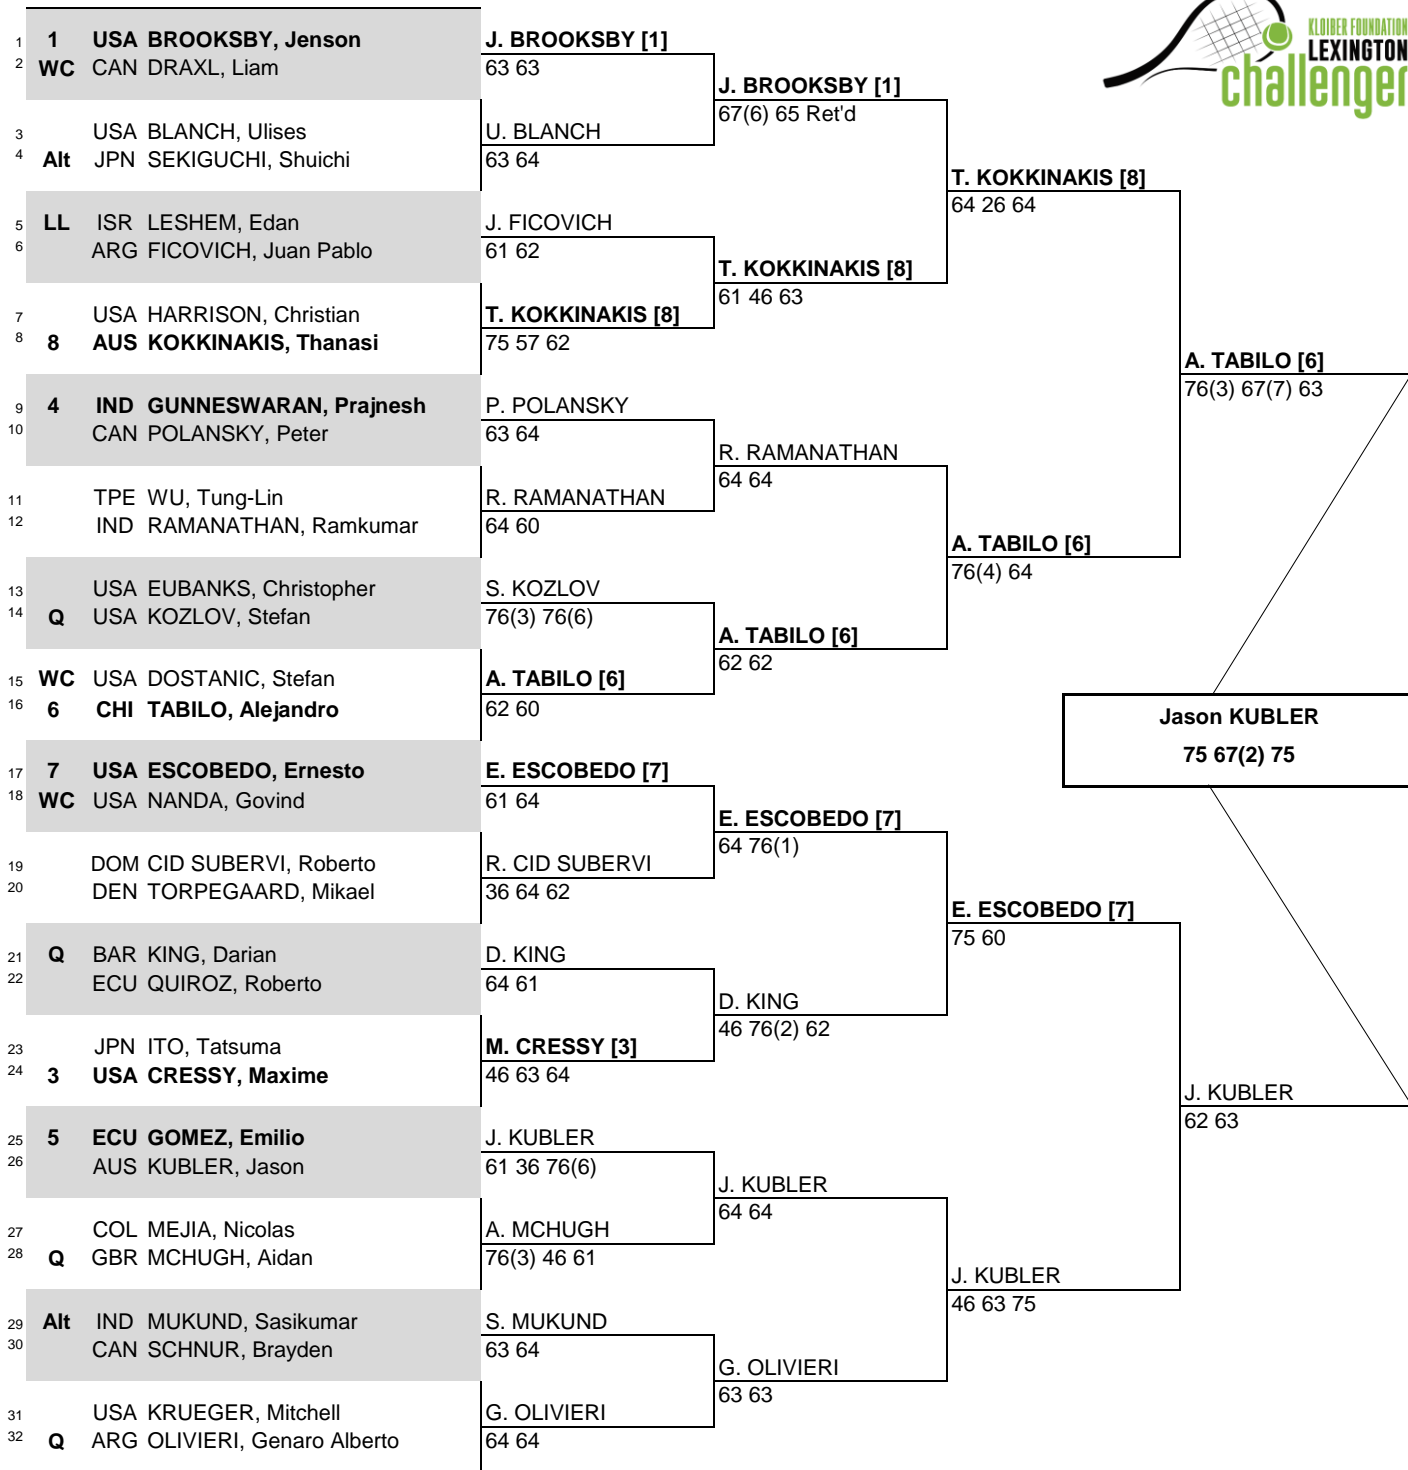 KLOIBER FOUNDATION
LEXINGTON
challenger
1 1 USA BROOKSBY, Jenson
2 WC CAN DRAXL, Liam
3 USA BLANCH, Ulises
4 Alt JPN SEKIGUCHI, Shuichi
5 LL ISR LESHEM, Edan
6 ARG FICOVICH, Juan Pablo
7 USA HARRISON, Christian
8 8 AUS KOKKINAKIS, Thanasi
9 4 IND GUNNESWARAN, Prajnesh
10 CAN POLANSKY, Peter
11 TPE WU, Tung-Lin
12 IND RAMANATHAN, Ramkumar
13 USA EUBANKS, Christopher
14 Q USA KOZLOV, Stefan
15 WC USA DOSTANIC, Stefan
16 6 CHI TABILO, Alejandro
17 7 USA ESCOBEDO, Ernesto
18 WC USA NANDA, Govind
19 DOM CID SUBERVI, Roberto
20 DEN TORPEGAARD, Mikael
21 Q BAR KING, Darian
22 ECU QUIROZ, Roberto
23 JPN ITO, Tatsuma
24 3 USA CRESSY, Maxime
25 5 ECU GOMEZ, Emilio
26 AUS KUBLER, Jason
27 COL MEJIA, Nicolas
28 Q GBR MCHUGH, Aidan
29 Alt IND MUKUND, Sasikumar
30 CAN SCHNUR, Brayden
31 USA KRUEGER, Mitchell
32 Q ARG OLIVIERI, Genaro Alberto
J. BROOKSBY [1]
63 63
U. BLANCH
63 64
J. FICOVICH
61 62
T. KOKKINAKIS [8]
75 57 62
P. POLANSKY
63 64
R. RAMANATHAN
64 60
S. KOZLOV
76(3) 76(6)
A. TABILO [6]
62 60
E. ESCOBEDO [7]
61 64
R. CID SUBERVI
36 64 62
D. KING
64 61
M. CRESSY [3]
46 63 64
J. KUBLER
61 36 76(6)
A. MCHUGH
76(3) 46 61
S. MUKUND
63 64
G. OLIVIERI
64 64
J. BROOKSBY [1]
67(6) 65 Ret'd
T. KOKKINAKIS [8]
61 46 63
R. RAMANATHAN
64 64
A. TABILO [6]
62 62
E. ESCOBEDO [7]
64 76(1)
D. KING
46 76(2) 62
J. KUBLER
64 64
G. OLIVIERI
63 63
T. KOKKINAKIS [8]
64 26 64
A. TABILO [6]
76(4) 64
E. ESCOBEDO [7]
75 60
J. KUBLER
46 63 75
A. TABILO [6]
76(3) 67(7) 63
J. KUBLER
62 63
Jason KUBLER
75 67(2) 75